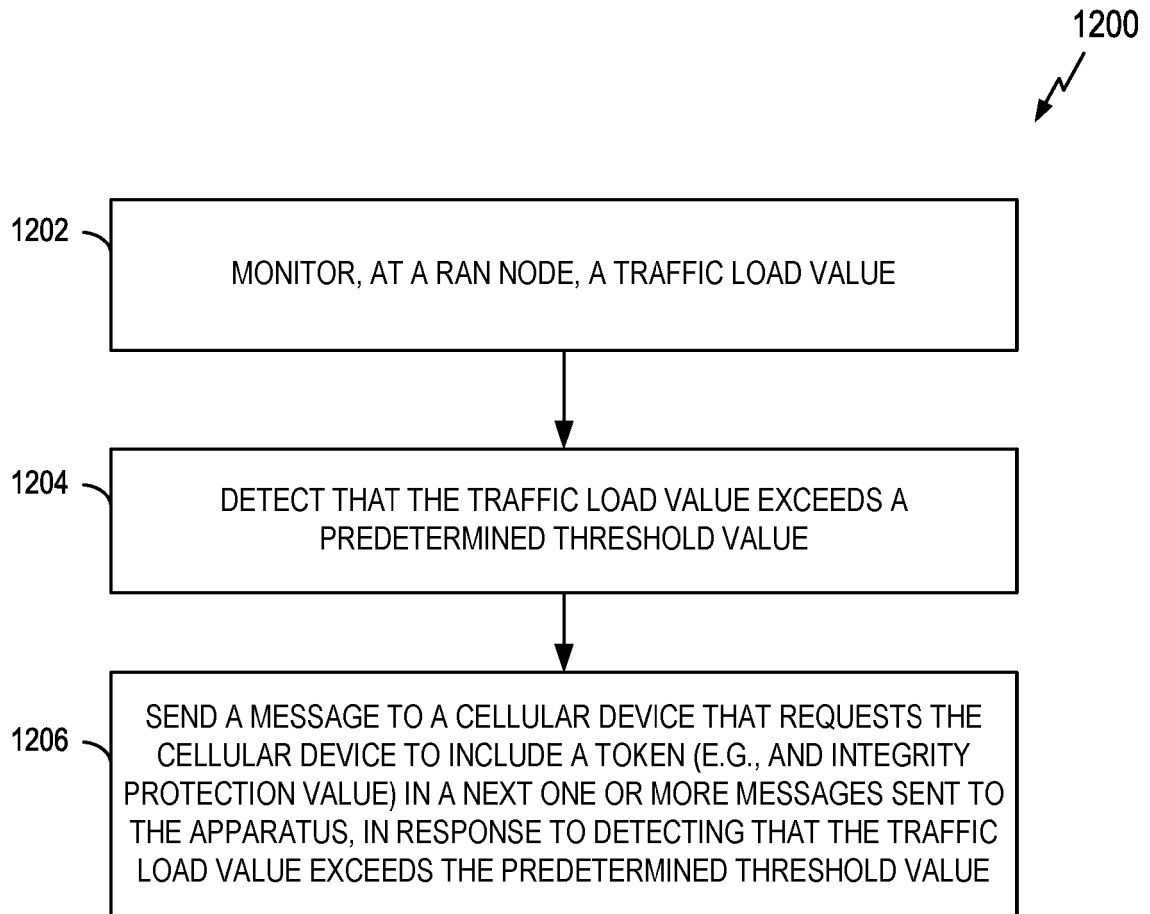 1200
1202
MONITOR, AT A RAN NODE, A TRAFFIC LOAD VALUE
1204
DETECT THAT THE TRAFFIC LOAD VALUE EXCEEDS A
PREDETERMINED THRESHOLD VALUE
1206
SEND A MESSAGE TO A CELLULAR DEVICE THAT REQUESTS THE
CELLULAR DEVICE TO INCLUDE A TOKEN (E.G., AND INTEGRITY
PROTECTION VALUE) IN A NEXT ONE OR MORE MESSAGES SENT TO
THE APPARATUS, IN RESPONSE TO DETECTING THAT THE TRAFFIC
LOAD VALUE EXCEEDS THE PREDETERMINED THRESHOLD VALUE